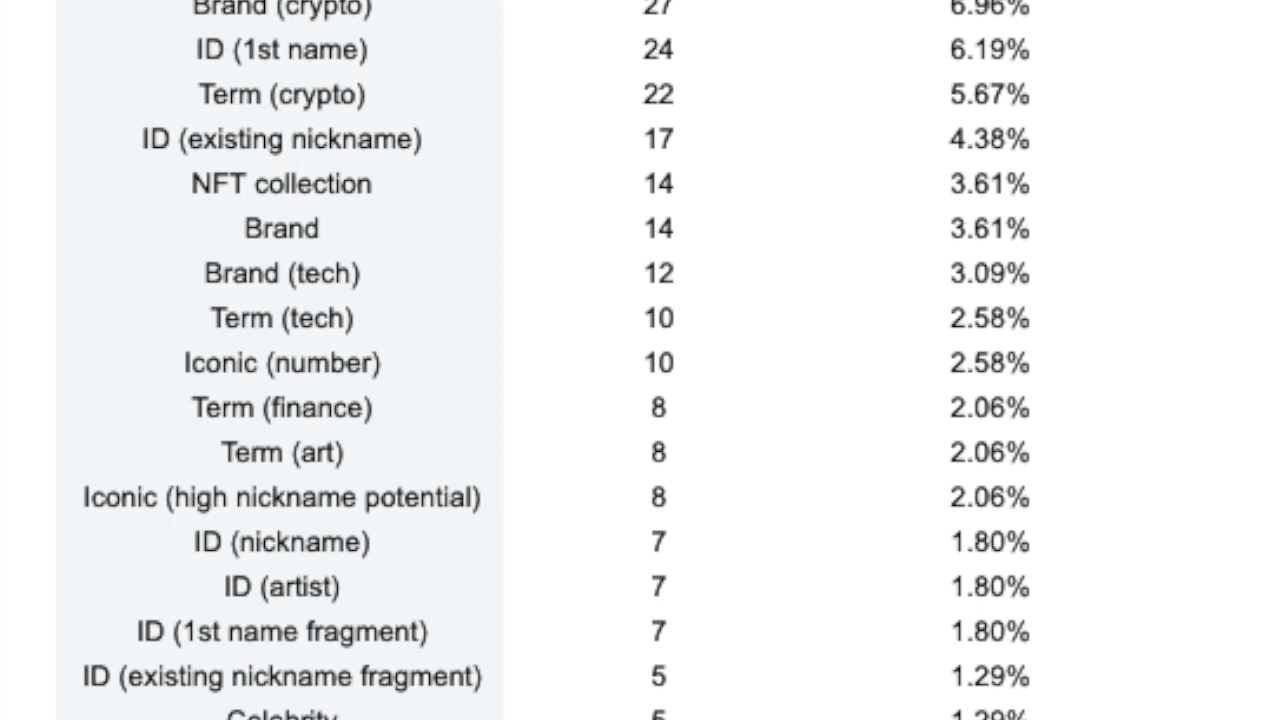 Brand (crypto) 27 6.96%
ID (1st name) 24 6.19%
Term (crypto) 22 5.67%
ID (existing nickname) 17 4.38%
NFT collection 14 3.61%
Brand 14 3.61%
Brand (tech) 12 3.09%
Term (tech) 10 2.58%
Iconic (number) 10 2.58%
Term (finance) 8 2.06%
Term (art) 8 2.06%
Iconic (high nickname potential) 8 2.06%
ID (nickname) 7 1.80%
ID (artist) 7 1.80%
ID (1st name fragment) 7 1.80%
ID (existing nickname fragment) 5 1.29%
Celebrity 5 1.29%